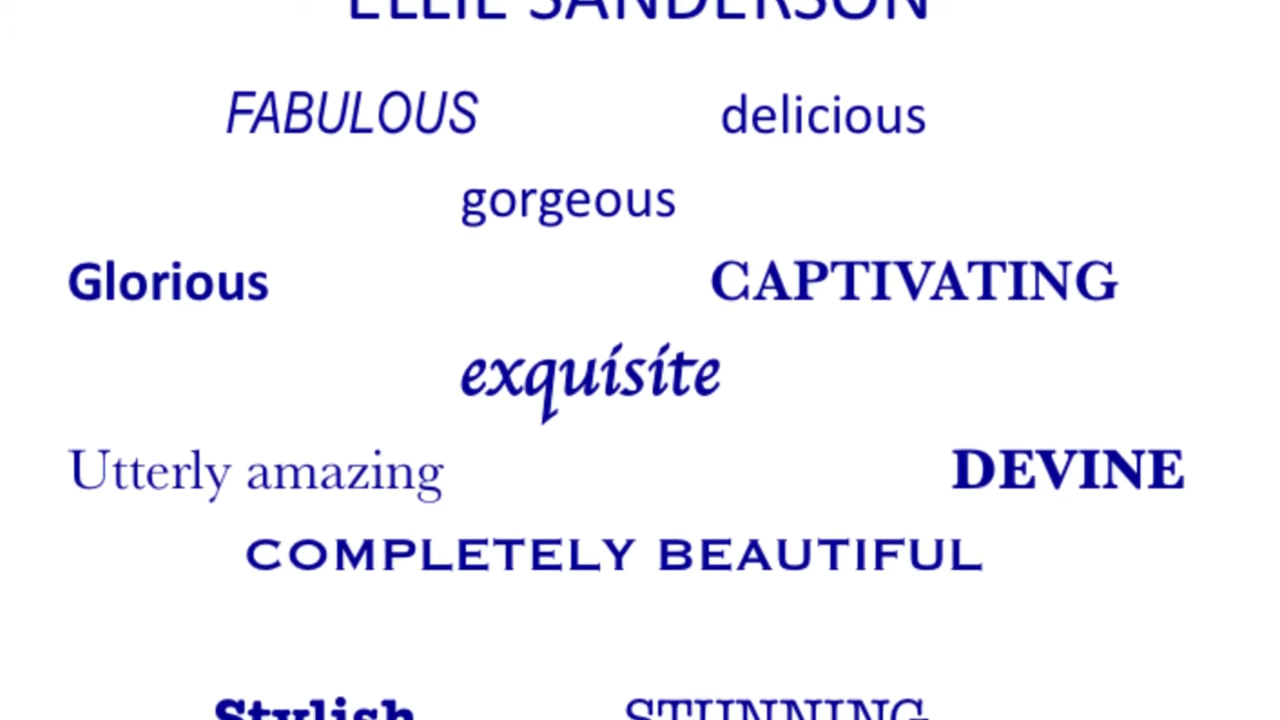 ELLIE SANDERSON
FABULOUS delicious
gorgeous
Glorious CAPTIVATING
exquisite
Utterly amazing DEVINE
COMPLETELY BEAUTIFUL
Stylish STUNNING